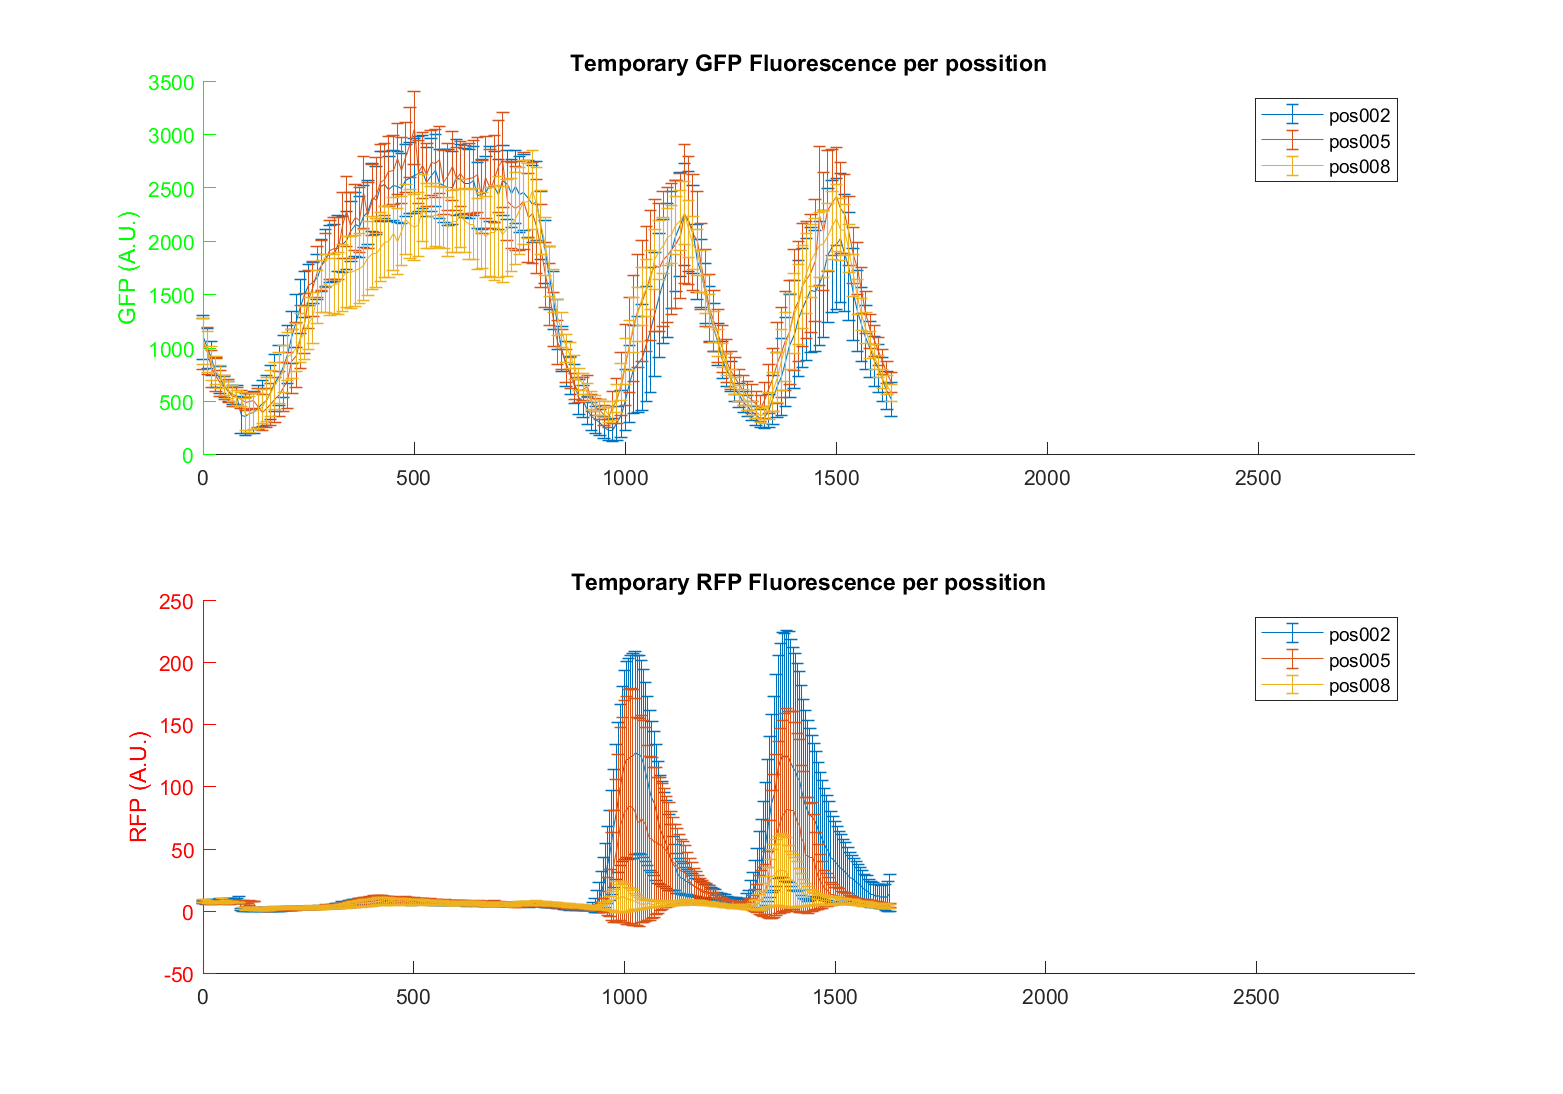 Temporary GFP Fluorescence per possition
3500
3000
2500
2000
1500
1000
500
0
GFP (A.U.)
0 500 1000 1500 2000 2500
pos002
pos005
pos008
Temporary RFP Fluorescence per possition
250
200
150
100
50
0
-50
RFP (A.U.)
0 500 1000 1500 2000 2500
pos002
pos005
pos008